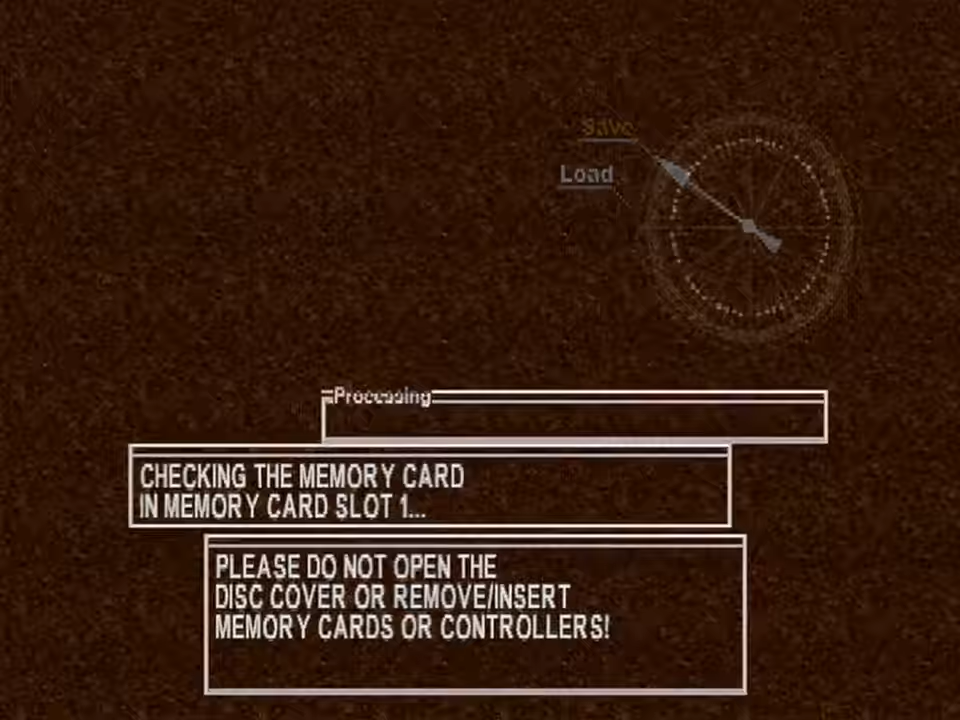 Save
Load
Processing
CHECKING THE MEMORY CARD
IN MEMORY CARD SLOT 1...
PLEASE DO NOT OPEN THE
DISC COVER OR REMOVE/INSERT
MEMORY CARDS OR CONTROLLERS!